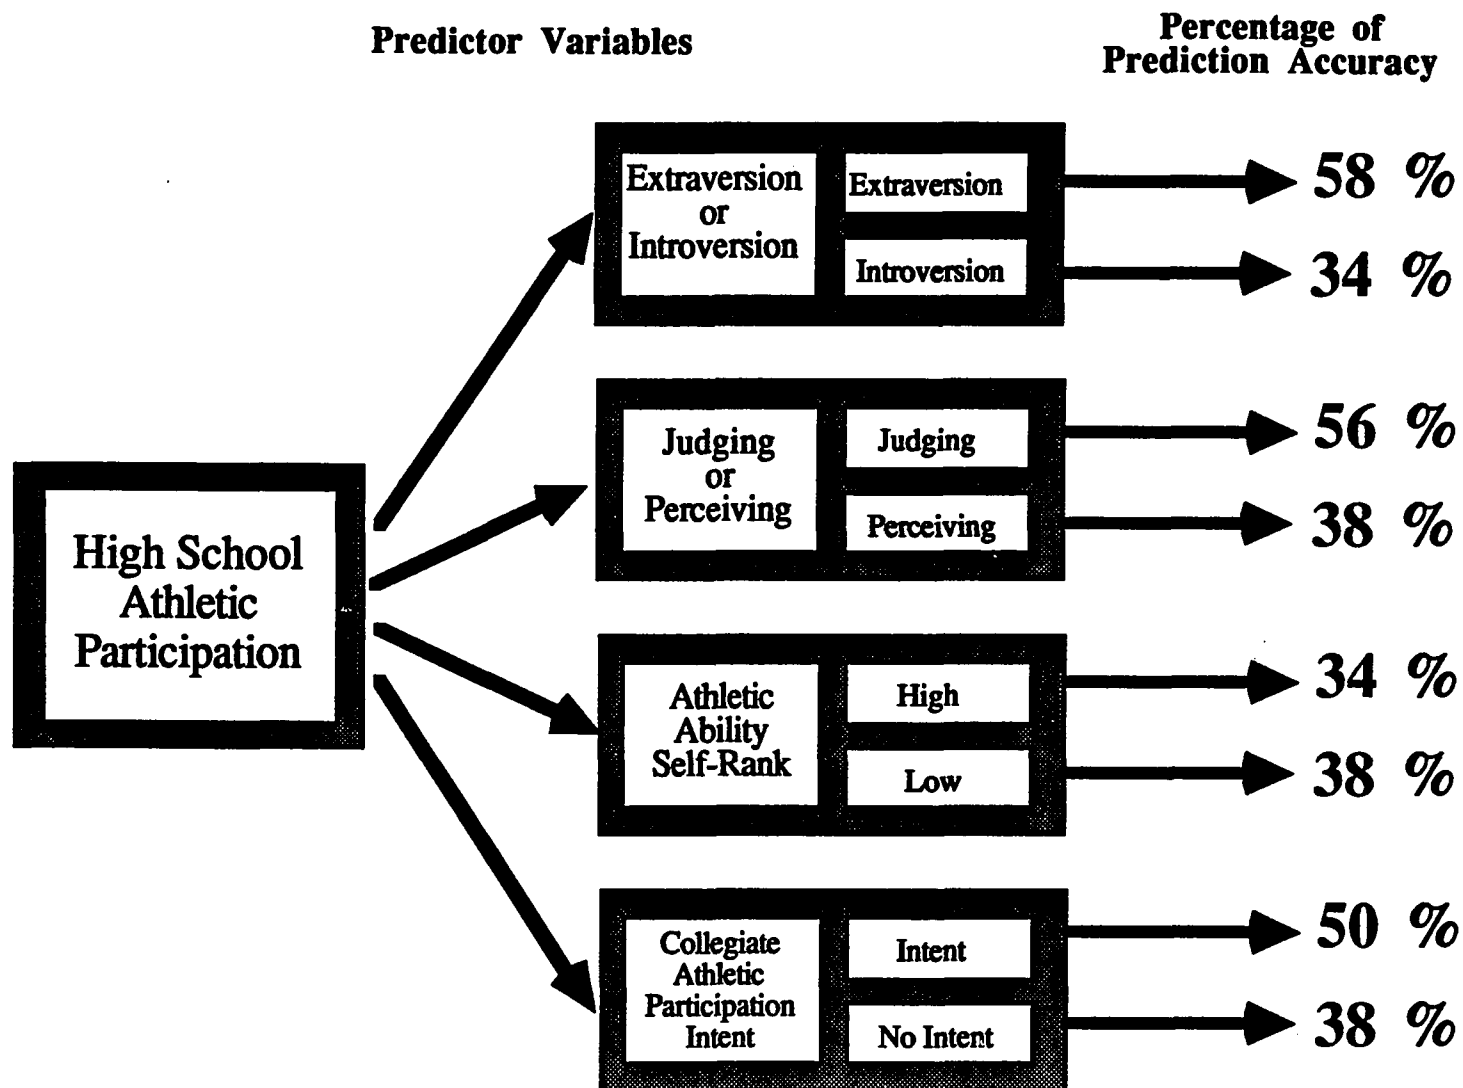 Predictor Variables
Percentage of
Prediction Accuracy
Extraversion
or
Introversion
Extraversion
58 %
Introversion
34 %
Judging
or
Perceiving
Judging
56 %
Perceiving
38 %
High School
Athletic
Participation
Athletic
Ability
Self-Rank
High
34 %
Low
38 %
Collegiate
Athletic
Participation
Intent
Intent
50 %
No Intent
38 %